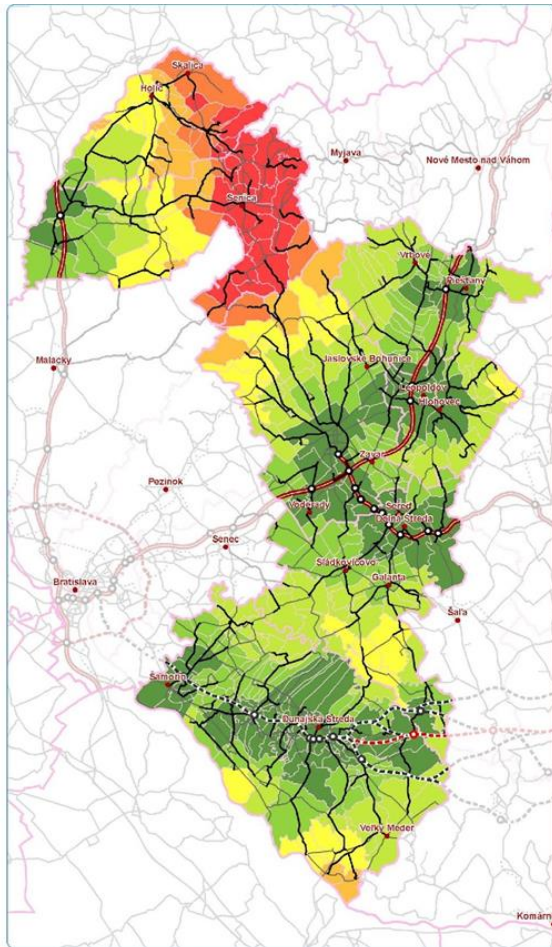 Skalica
Holíč
Myjava
Nové Mesto nad Váhom
Senica
Vrbové
Piešťany
Malacky
Jaslovské Bohunice
Leopoldov
Hlohovec
Zavar
Pezinok
Voderady
Sereď
Dolná Streda
Senec
Sládkovičovo
Bratislava
Galanta
Šaľa
Šamorín
Dunajská Streda
Veľký Meder
Komárn